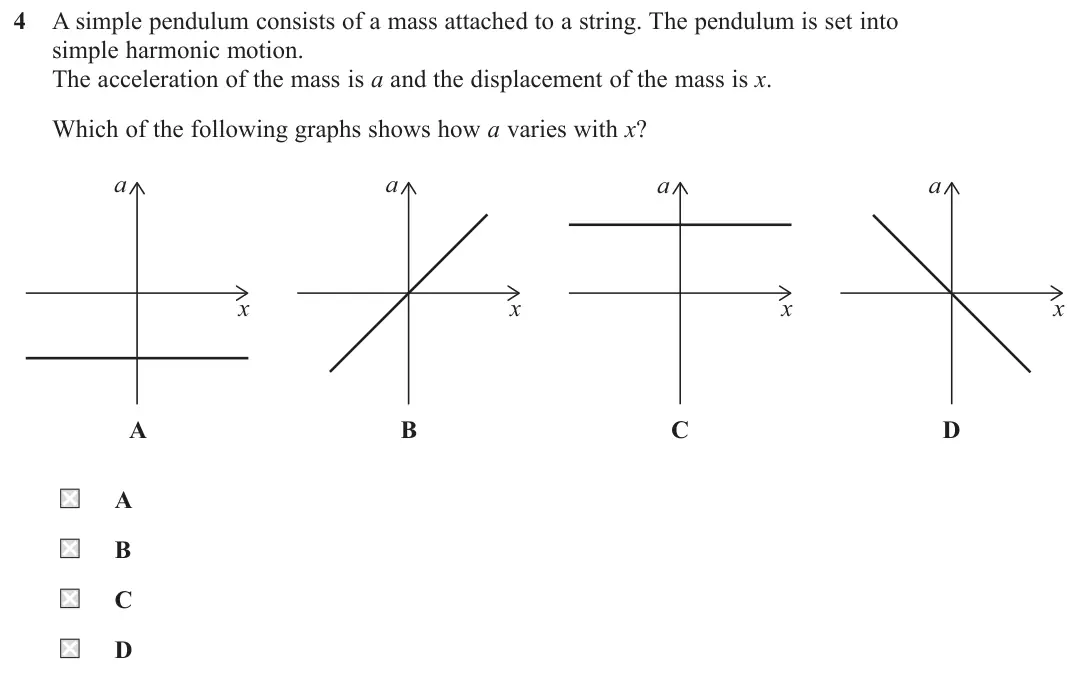 4 A simple pendulum consists of a mass attached to a string. The pendulum is set into
simple harmonic motion.
The acceleration of the mass is a and the displacement of the mass is x.
Which of the following graphs shows how a varies with x?
a a a a
x x x x
A B C D
A
B
C
D